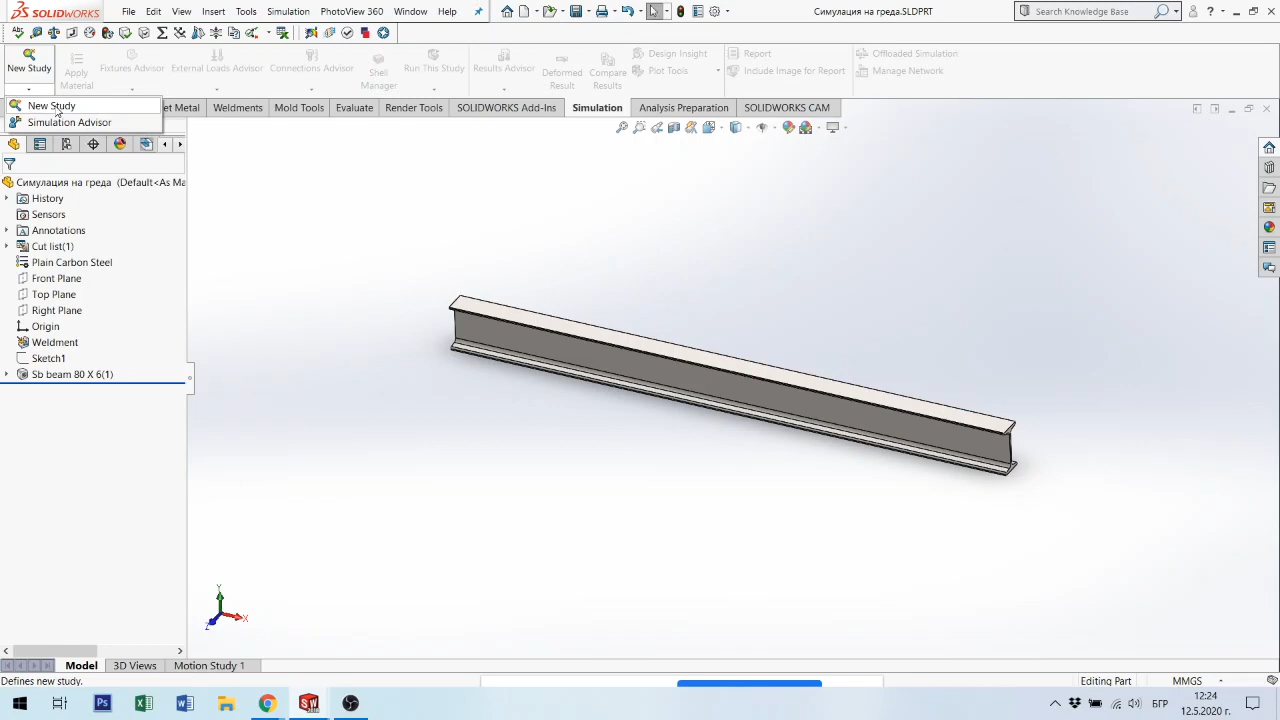 SOLIDWORKS File Edit View Insert Tools Simulation PhotoView 360 Window Help Симулация на греда.SLDPRT Search Knowledge Base ?
New Study
Apply Material
Fixtures Advisor
External Loads Advisor
Connections Advisor
Shell Manager
Run This Study
Results Advisor
Deformed Result
Compare Results
Design Insight
Plot Tools
Report
Include Image for Report
Offloaded Simulation
Manage Network
New Study
Simulation Advisor
et Metal Weldments Mold Tools Evaluate Render Tools SOLIDWORKS Add-Ins Simulation Analysis Preparation SOLIDWORKS CAM
Симулация на греда (Default<As Ma
History
Sensors
Annotations
Cut list(1)
Plain Carbon Steel
Front Plane
Top Plane
Right Plane
Origin
Weldment
Sketch1
Sb beam 80 X 6(1)
Y
X
Z
Model 3D Views Motion Study 1
Defines new study. Editing Part MMGS
БГР
12:24
12.5.2020 г.